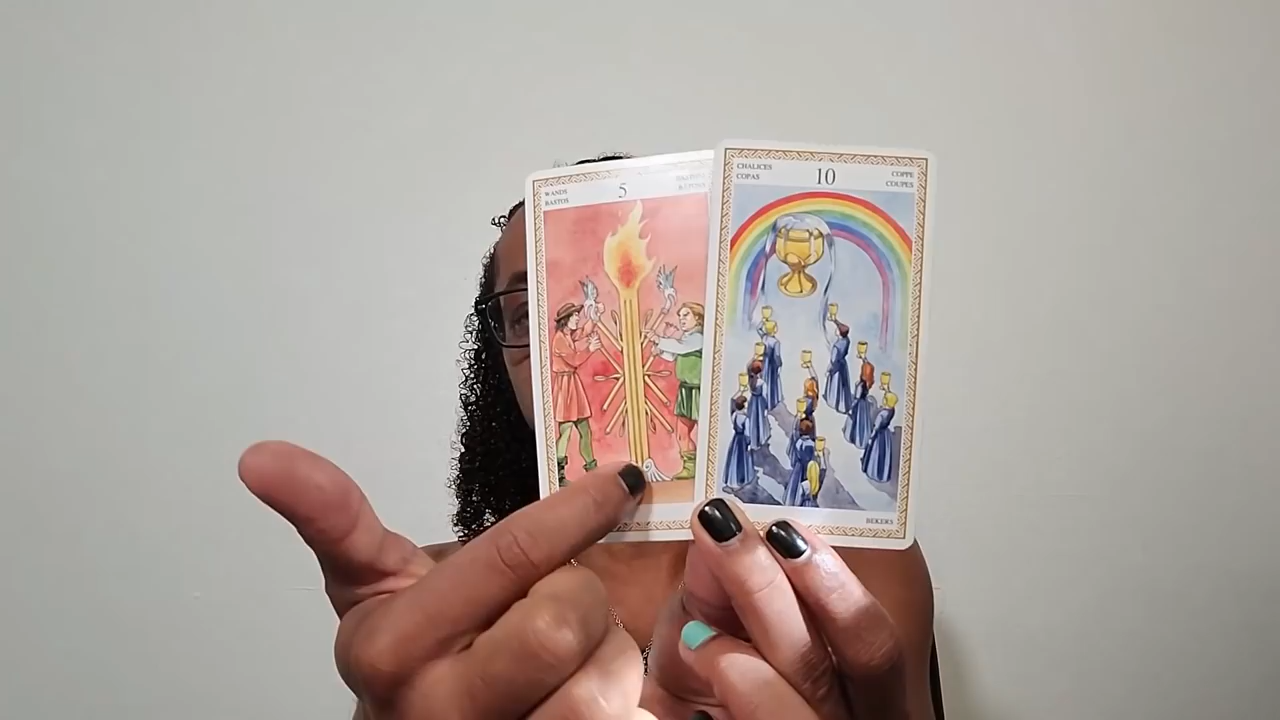 WANDS
BASTOS
5
CHALICES
COPAS
10
COPPE
COUPES
BEKERS